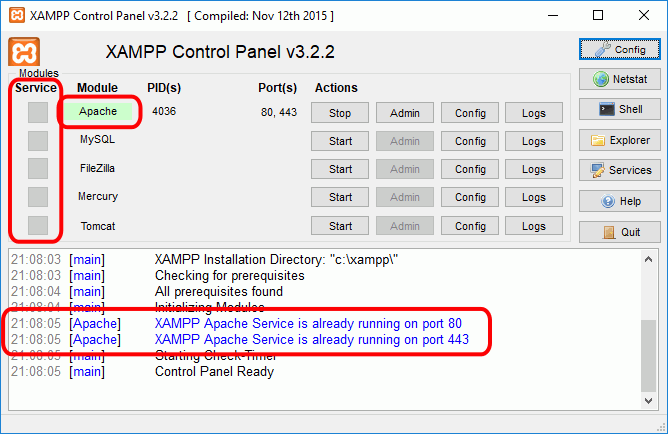 XAMPP Control Panel v3.2.2 [ Compiled: Nov 12th 2015 ]
XAMPP Control Panel v3.2.2
Config
Modules
Service Module PID(s) Port(s) Actions
Netstat
Apache 4036 80, 443 Stop Admin Config Logs
Shell
MySQL Start Admin Config Logs
Explorer
FileZilla Start Admin Config Logs
Services
Mercury Start Admin Config Logs
Help
Tomcat Start Admin Config Logs
Quit
21:08:03 [main] XAMPP Installation Directory: "c:\xampp\"
21:08:03 [main] Checking for prerequisites
21:08:04 [main] All prerequisites found
21:08:04 [main] Initializing Modules
21:08:05 [Apache] XAMPP Apache Service is already running on port 80
21:08:05 [Apache] XAMPP Apache Service is already running on port 443
21:08:05 [main] Starting Check-Timer
21:08:05 [main] Control Panel Ready